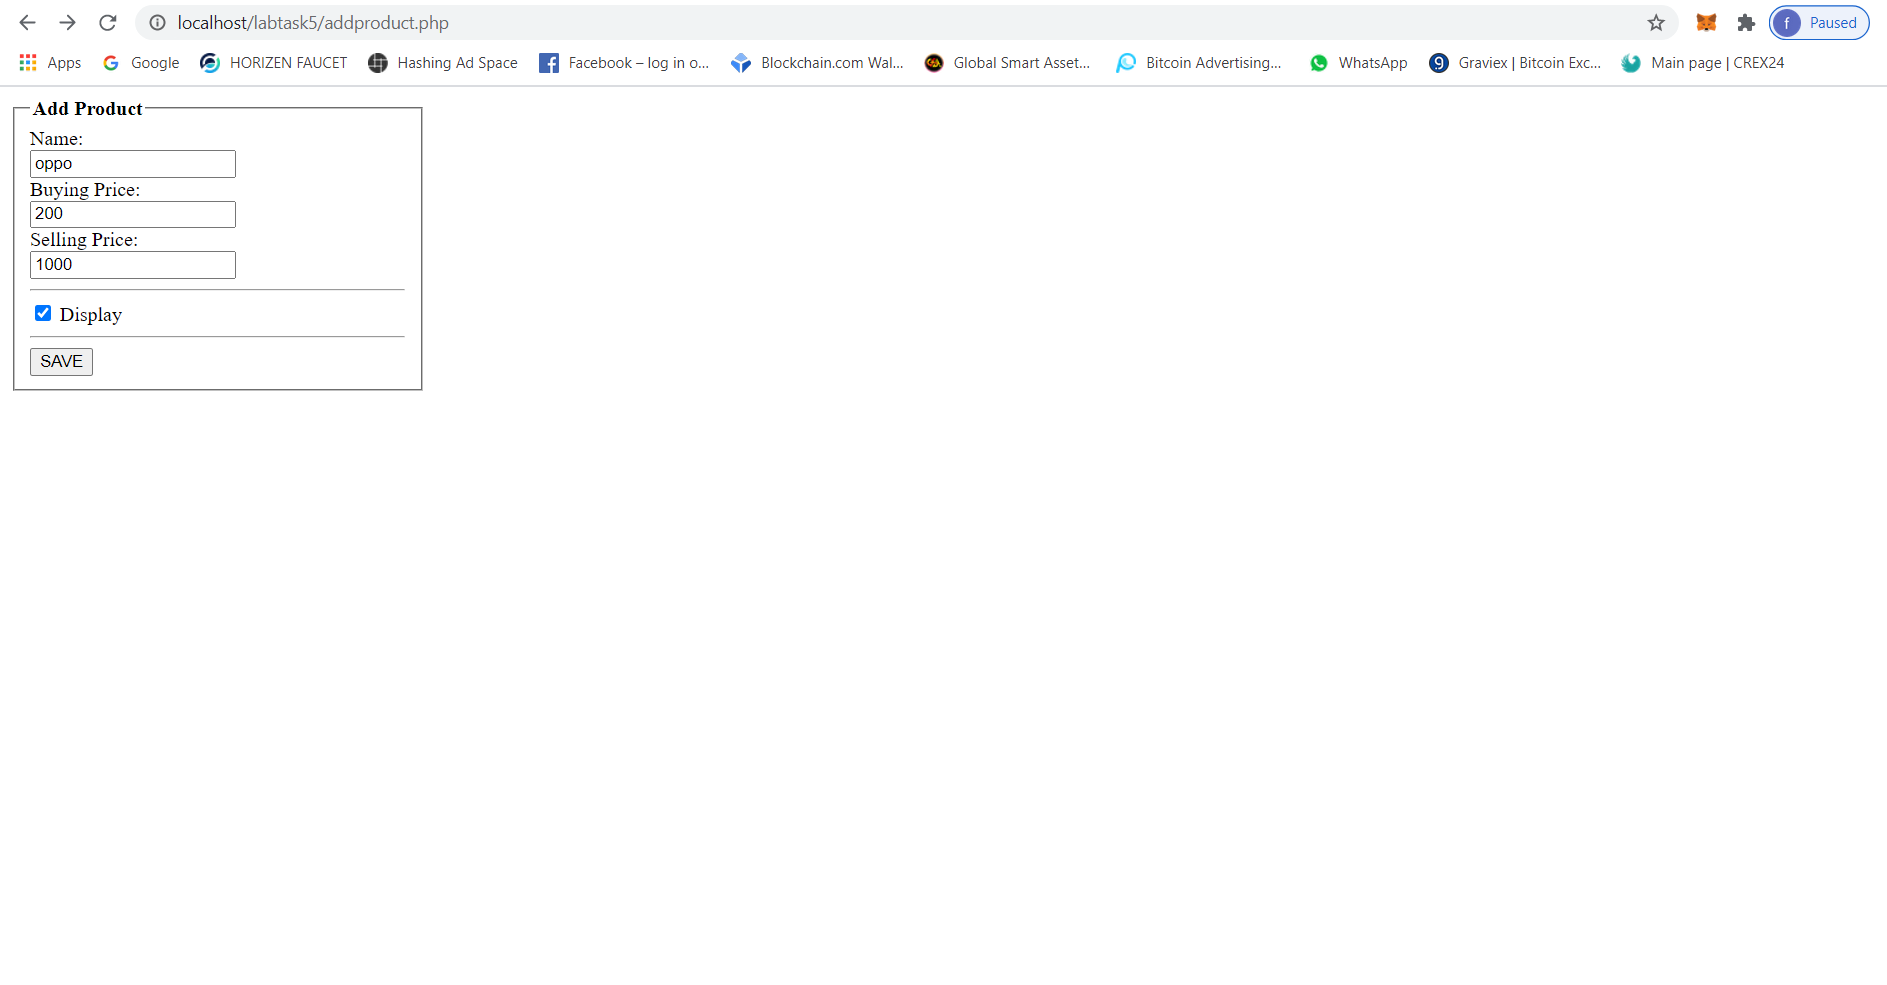 localhost/labtask5/addproduct.php
f Paused
Apps Google HORIZEN FAUCET Hashing Ad Space Facebook – log in o... Blockchain.com Wal... Global Smart Asset... Bitcoin Advertising... WhatsApp Graviex | Bitcoin Exc... Main page | CREX24
Add Product
Name:
oppo
Buying Price:
200
Selling Price:
1000
Display
SAVE